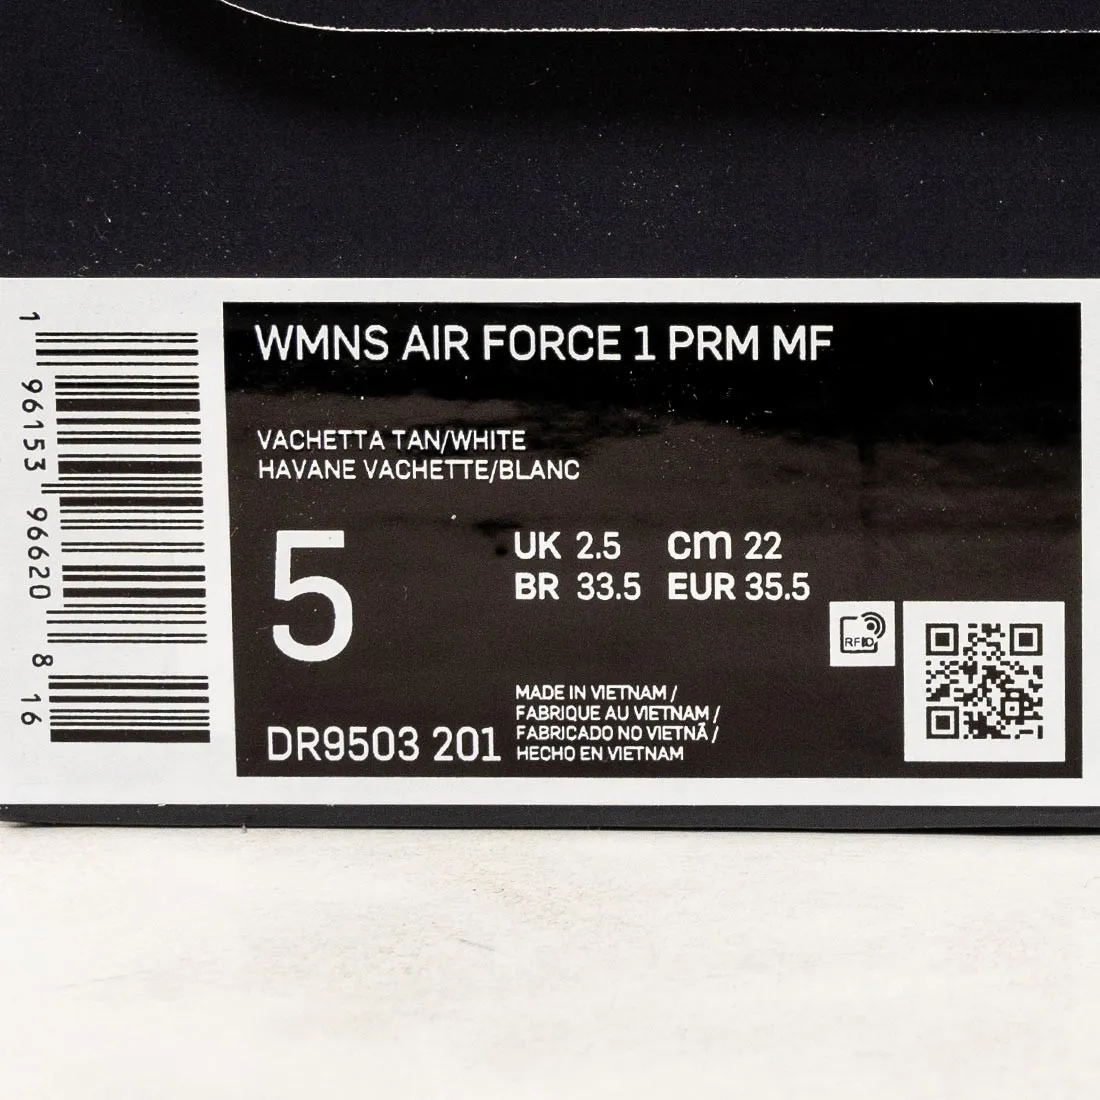 WMNS AIR FORCE 1 PRM MF
VACHETTA TAN/WHITE
HAVANE VACHETTE/BLANC
5
UK 2.5 cm 22
BR 33.5 EUR 35.5
RFID
DR9503 201
MADE IN VIETNAM /
FABRIQUE AU VIETNAM /
FABRICADO NO VIETNÃ /
HECHO EN VIETNAM
1 96153 96620 8 16